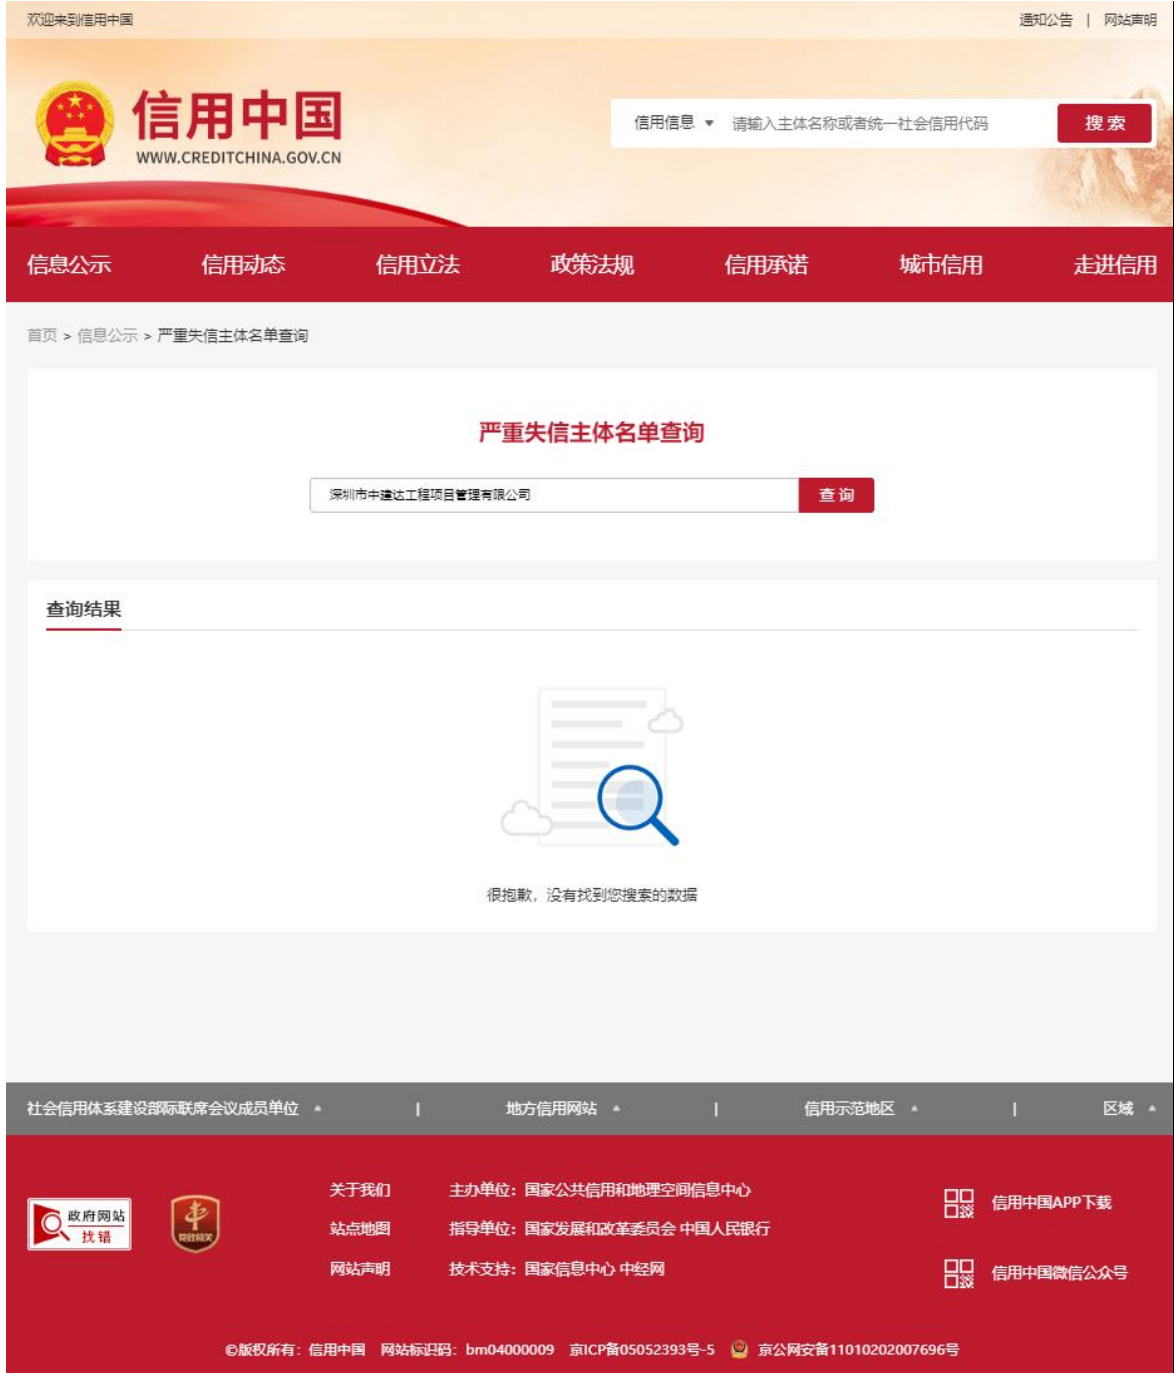 欢迎来到信用中国
通知公告 | 网站声明
信用中国
WWW.CREDITCHINA.GOV.CN
信用信息 请输入主体名称或者统一社会信用代码 搜索
信息公示 信用动态 信用立法 政策法规 信用承诺 城市信用 走进信用
首页 > 信息公示 > 严重失信主体名单查询
严重失信主体名单查询
深圳市中建达工程项目管理有限公司 查询
查询结果
很抱歉，没有找到您搜索的数据
社会信用体系建设部际联席会议成员单位 | 地方信用网站 | 信用示范地区 | 区域
政府网站
找错
党政机关
关于我们 主办单位：国家公共信用和地理空间信息中心
站点地图 指导单位：国家发展和改革委员会 中国人民银行
网站声明 技术支持：国家信息中心 中经网
信用中国APP下载
信用中国微信公众号
©版权所有：信用中国 网站标识码：bm04000009 京ICP备05052393号-5 京公网安备11010202007696号